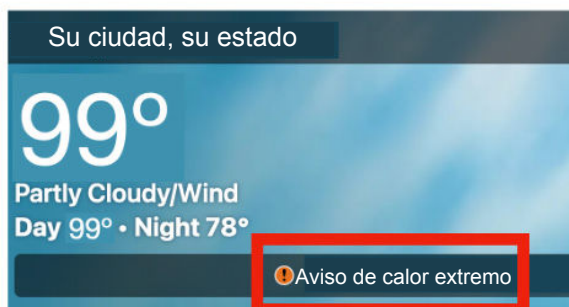 Su ciudad, su estado
99°
Partly Cloudy/Wind
Day 99° • Night 78°
Aviso de calor extremo